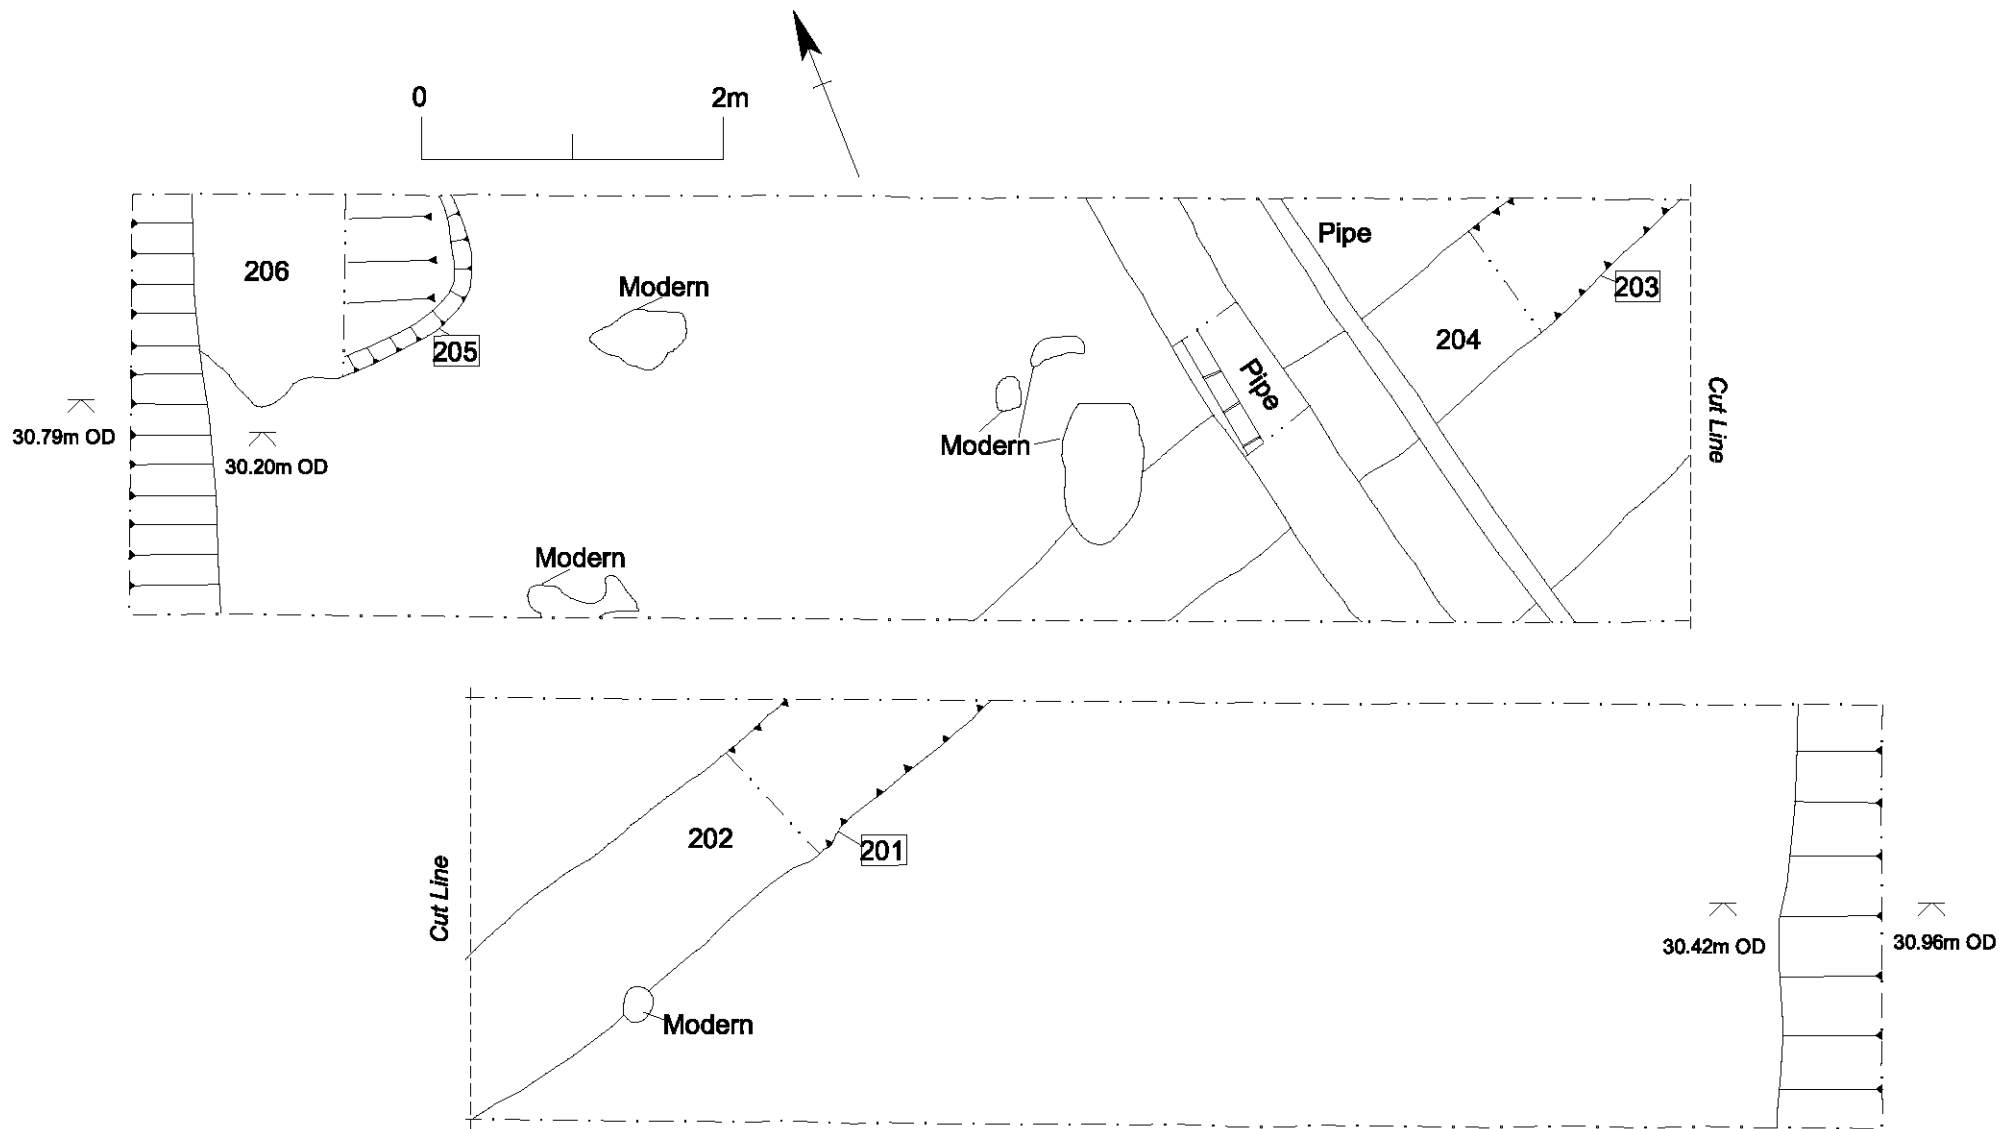 0 2m
Pipe
206
Modern
203
205
204
Pipe
Cut Line
30.79m OD
30.20m OD
Modern
Modern
202
201
Cut Line
30.42m OD
30.96m OD
Modern